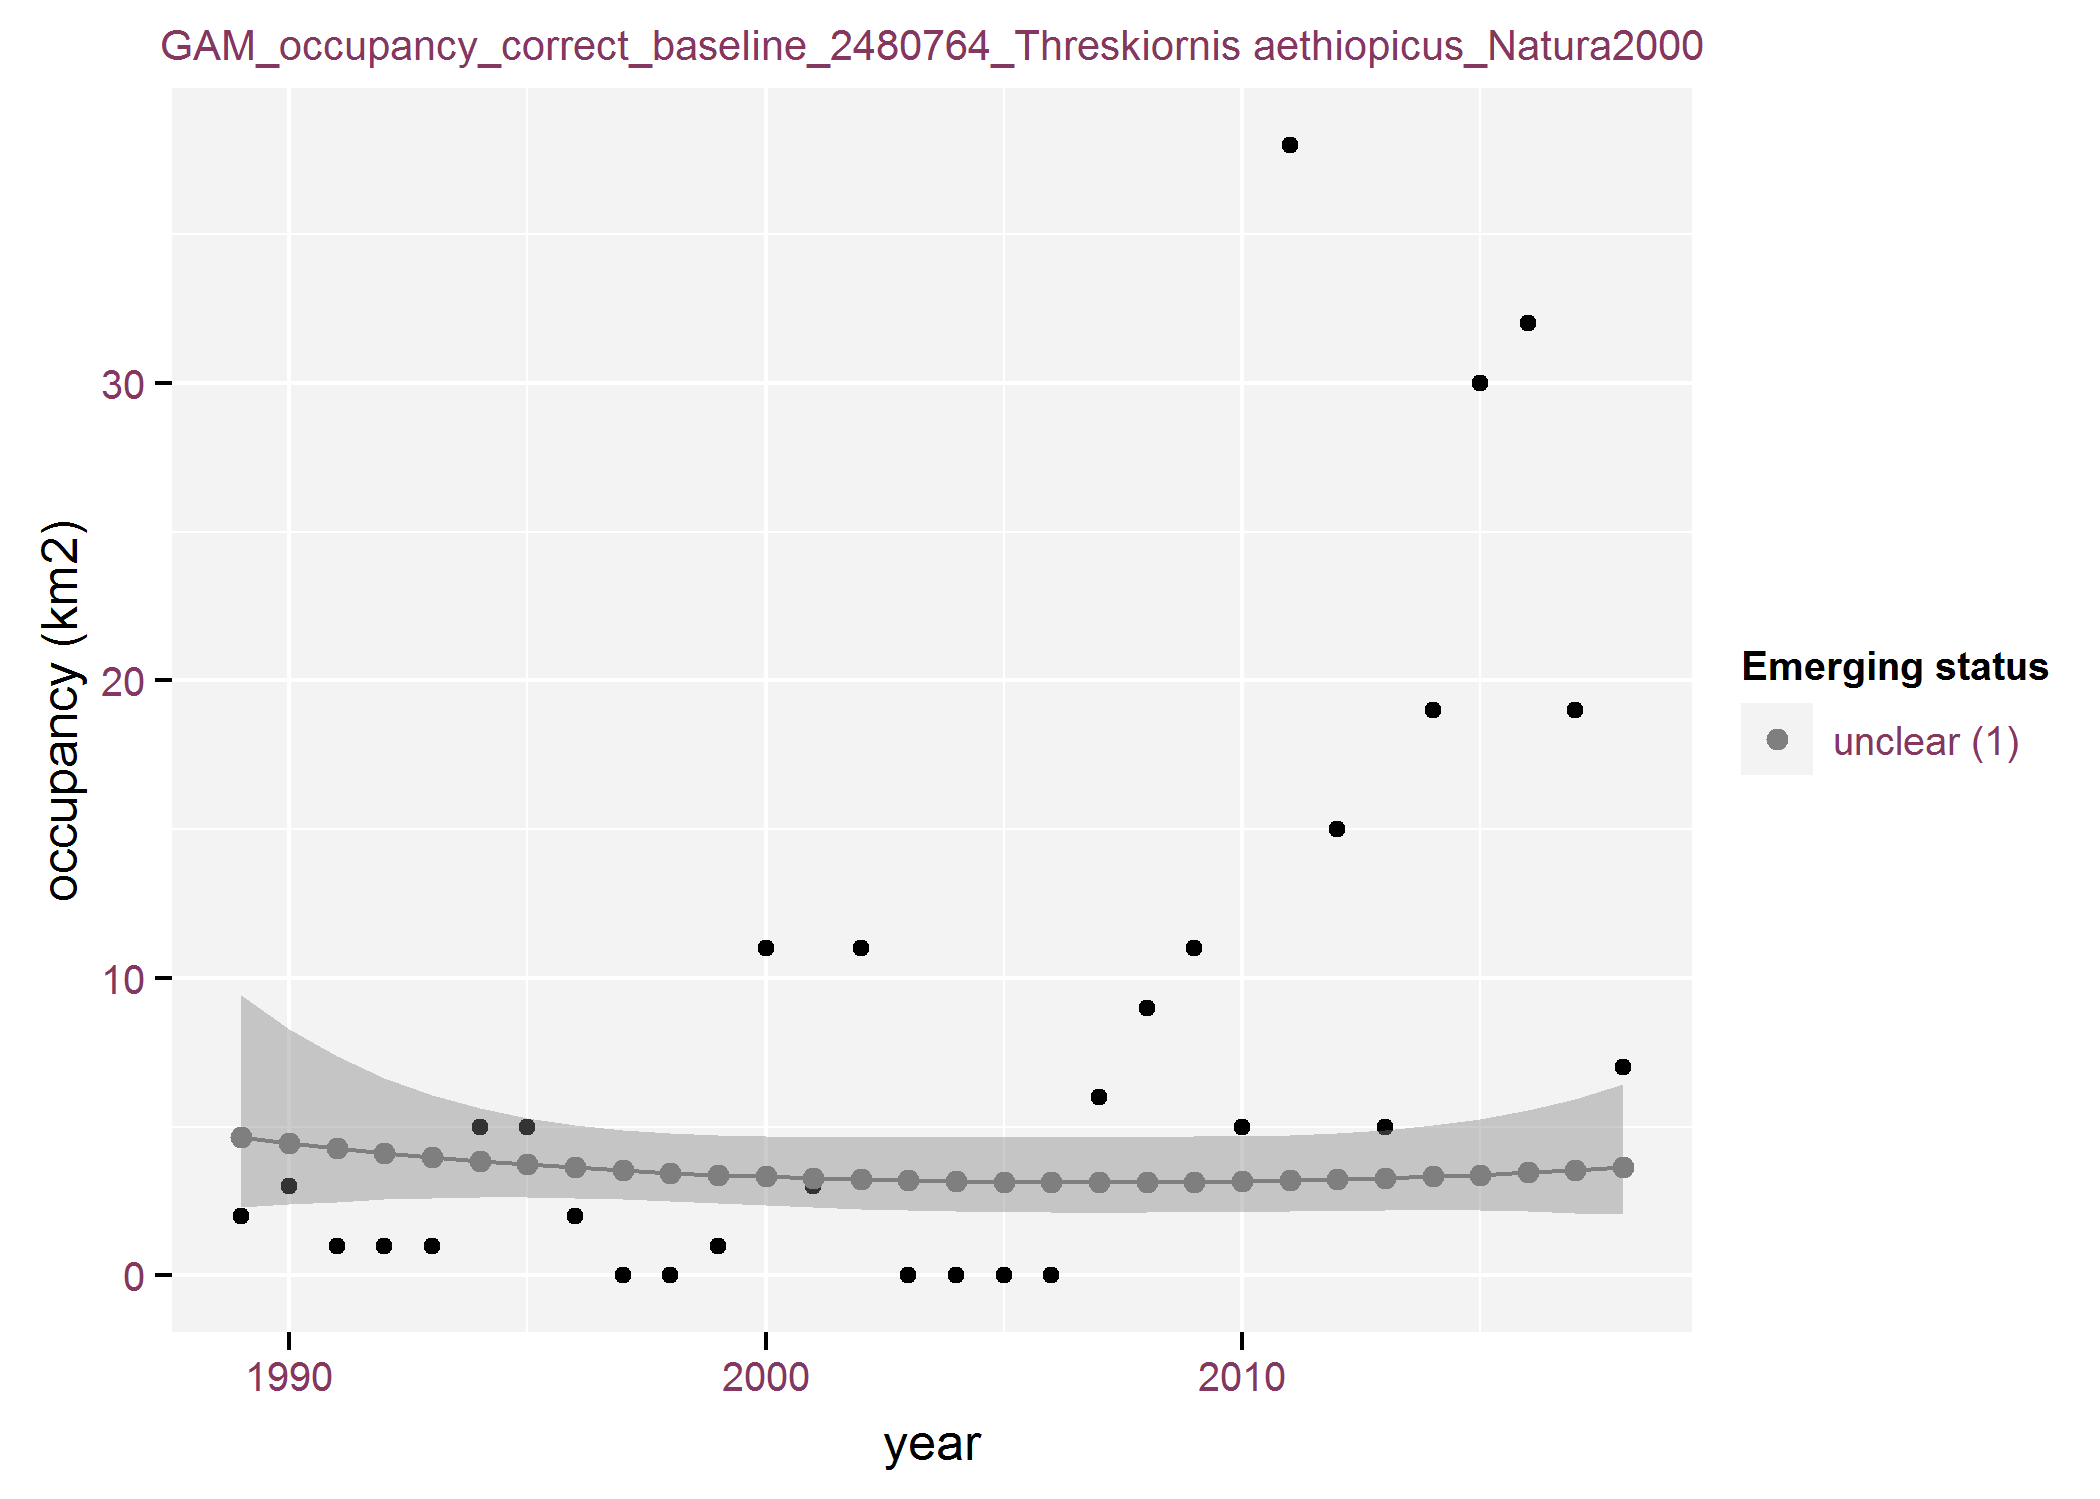 GAM_occupancy_correct_baseline_2480764_Threskiornis aethiopicus_Natura2000
occupancy (km2)
30
20
10
0
1990
2000
2010
year
Emerging status
unclear (1)